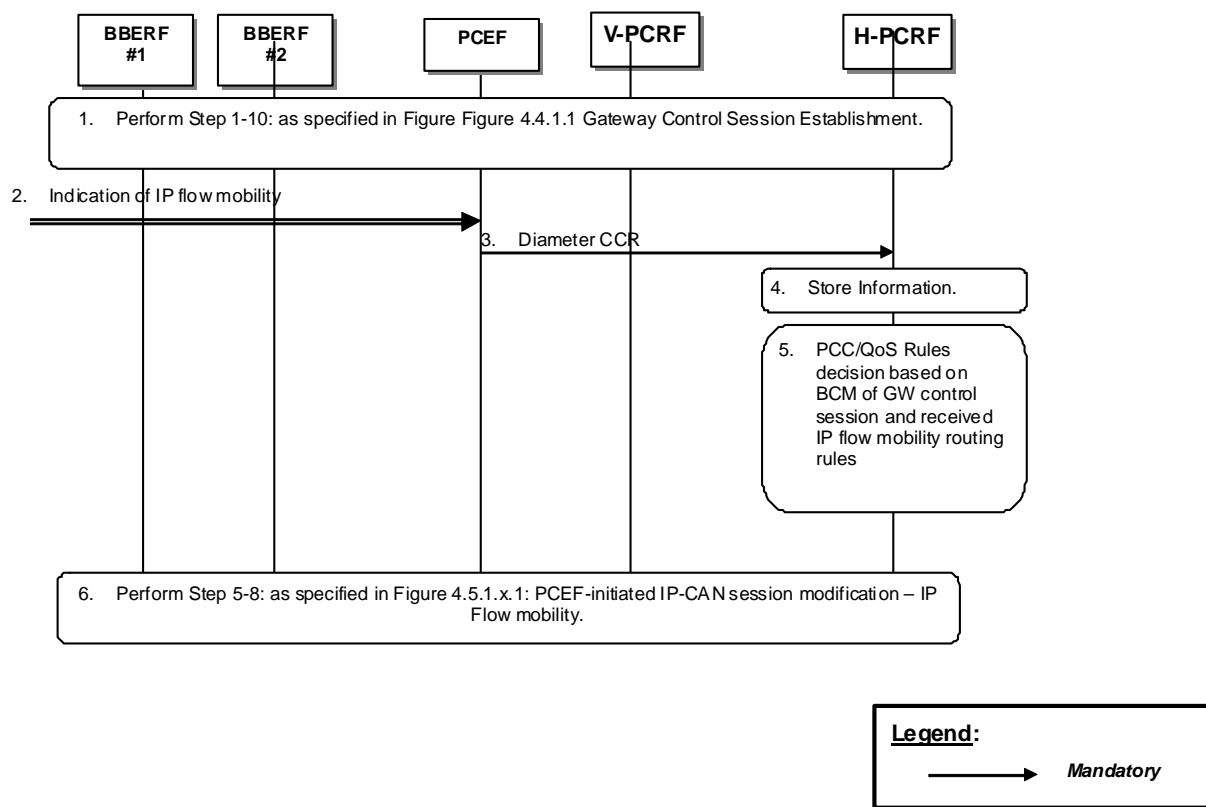 BBERF
#1
BBERF
#2
PCEF
V-PCRF
H-PCRF
1. Perform Step 1-10: as specified in Figure Figure 4.4.1.1 Gateway Control Session Establishment.
2. Indication of IP flow mobility
3. Diameter CCR
4. Store Information.
5. PCC/QoS Rules
decision based on
BCM of GW control
session and received
IP flow mobility routing
rules
6. Perform Step 5-8: as specified in Figure 4.5.1.x.1: PCEF-initiated IP-CAN session modification – IP
Flow mobility.
Legend:
Mandatory